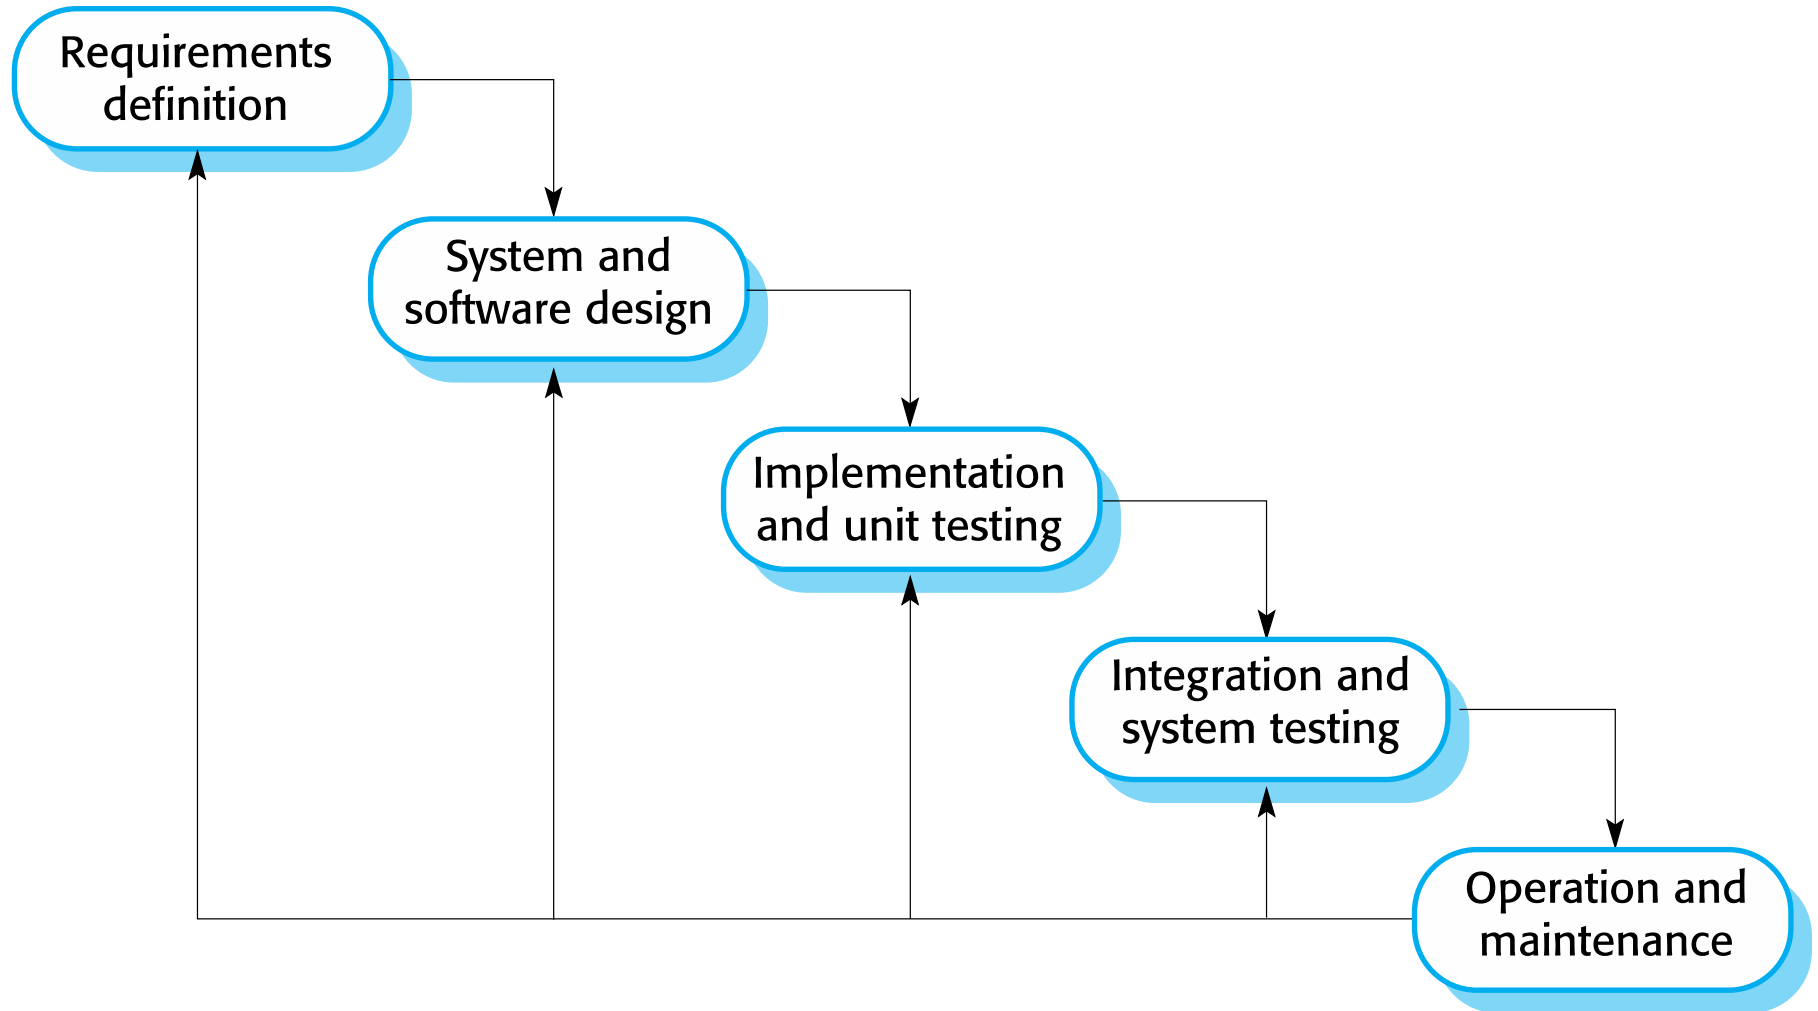 Requirements
definition
System and
software design
Implementation
and unit testing
Integration and
system testing
Operation and
maintenance